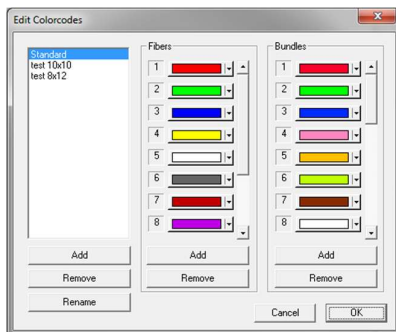 Edit Colorcodes
Standard
test 10x10
test 8x12
Add
Remove
Rename
Fibers
1
2
3
4
5
6
7
8
Add
Remove
Bundles
1
2
3
4
5
6
7
8
Add
Remove
Cancel
OK